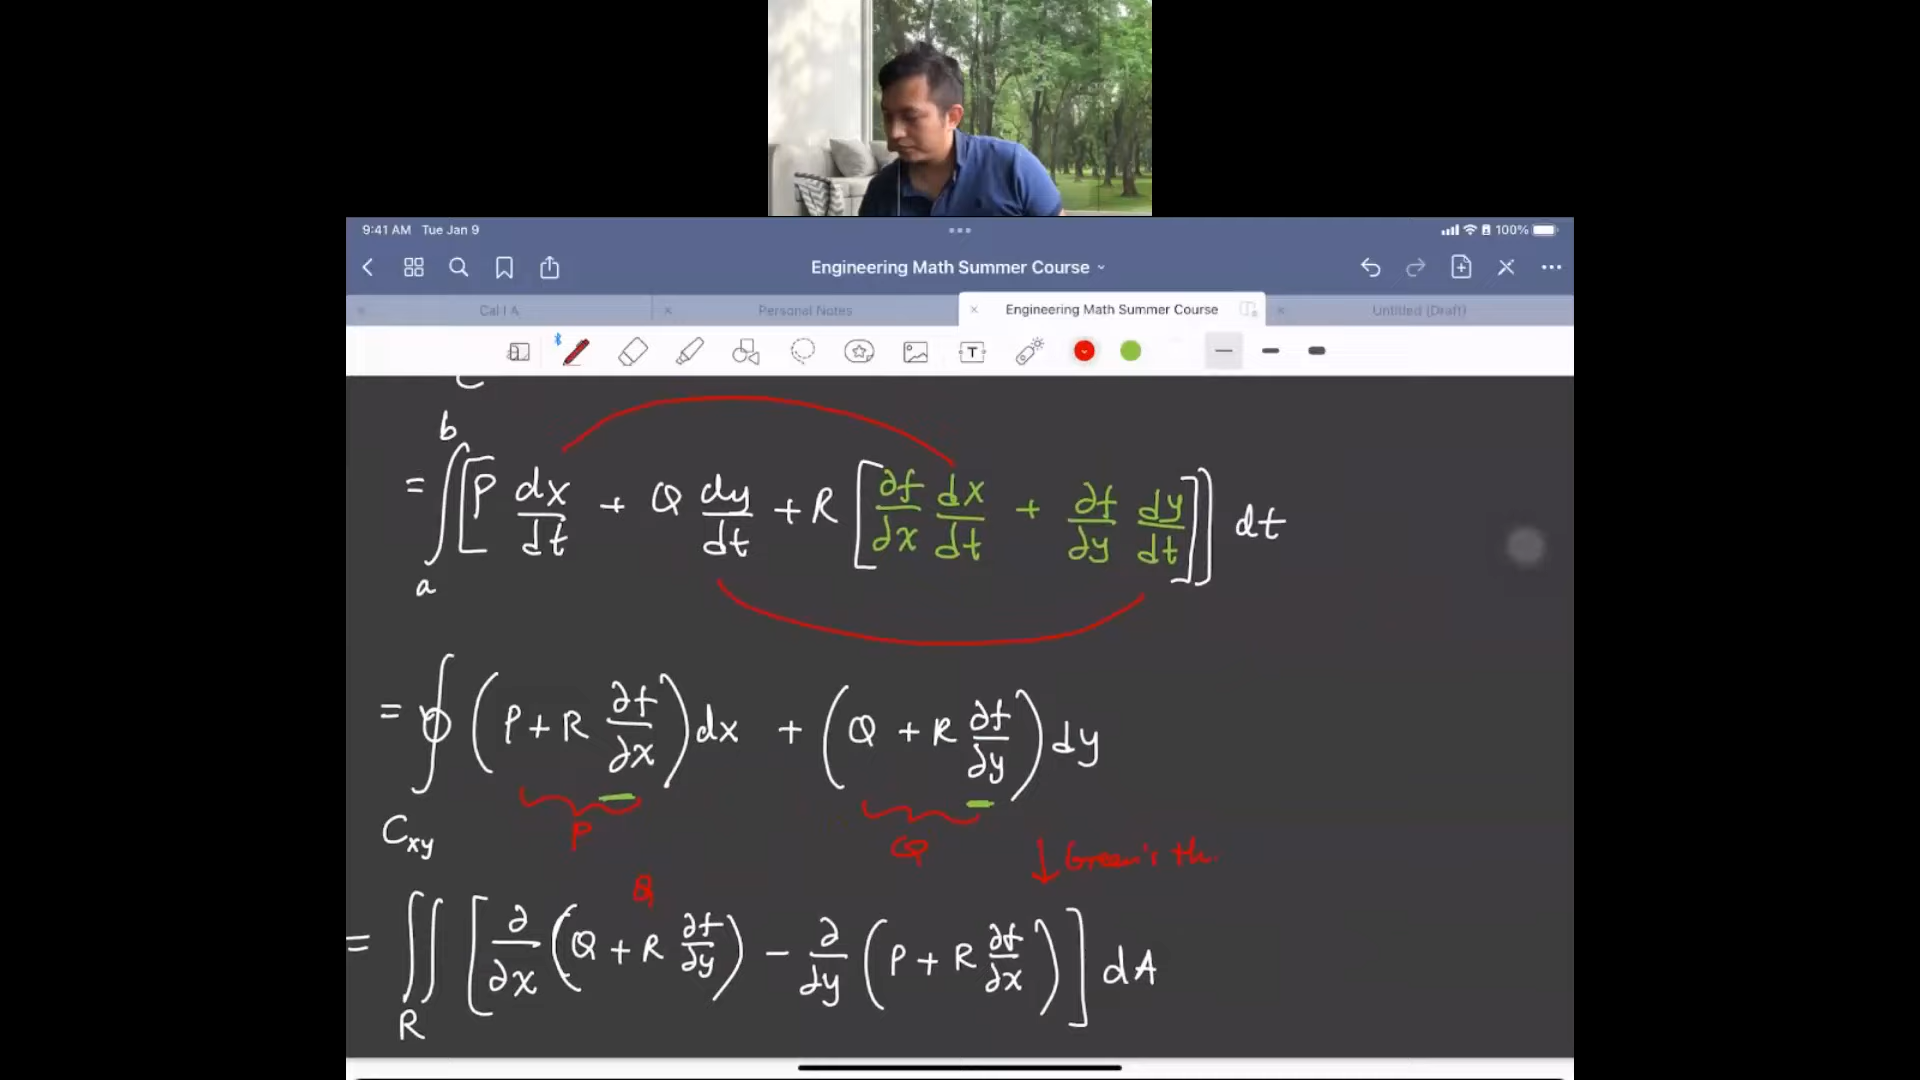 9:41 AM Tue Jan 9
100%
Engineering Math Summer Course
Cal I A
Personal Notes
Engineering Math Summer Course
Untitled (Draft)
T
C
= ∫_a^b [P dx/dt + Q dy/dt + R [∂f/∂x dx/dt + ∂f/∂y dy/dt]] dt
= ∮ (P + R ∂f/∂x) dx + (Q + R ∂f/∂y) dy
C_xy
P
Q
↓ Green's th.
Q
= ∬_R [∂/∂x (Q + R ∂f/∂y) − ∂/∂y (P + R ∂f/∂x)] dA